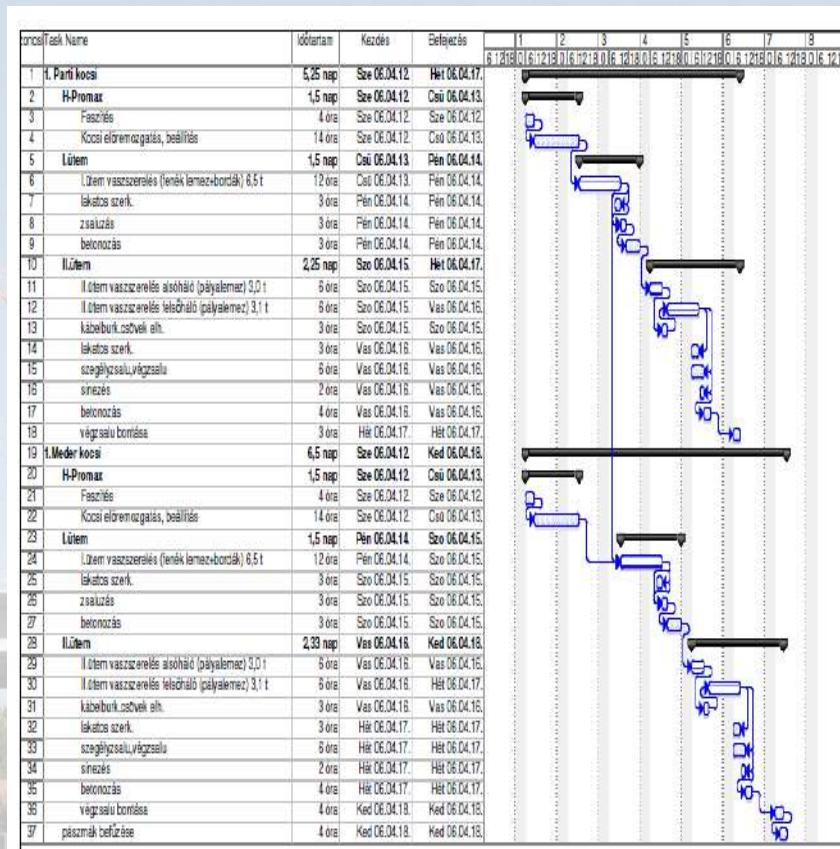 Task Name Időtartam Kezdés Befejezés 1 2 3 4 5 6 7 8
1 1. Parti kocsi 5,25 nap Sze 06.04.12. Hét 06.04.17.
2 H-Promax 1,5 nap Sze 06.04.12. Csü 06.04.13.
3 Feszítés 4 óra Sze 06.04.12. Sze 06.04.12.
4 Kocsi előremozgatás, beállítás 14 óra Sze 06.04.12. Csü 06.04.13.
5 I.ütem 1,5 nap Csü 06.04.13. Pén 06.04.14.
6 I.ütem vaszszerelés (fenék lemez+bordák) 6,5 t 12 óra Csü 06.04.13. Pén 06.04.14.
7 lakatos szerk. 3 óra Pén 06.04.14. Pén 06.04.14.
8 zsaluzás 3 óra Pén 06.04.14. Pén 06.04.14.
9 betonozás 3 óra Pén 06.04.14. Pén 06.04.14.
10 II.ütem 2,25 nap Szo 06.04.15. Hét 06.04.17.
11 II.ütem vaszszerelés alsóháló (pályalemez) 3,0 t 6 óra Szo 06.04.15. Szo 06.04.15.
12 II.ütem vaszszerelés felsőháló (pályalemez) 3,1 t 6 óra Szo 06.04.15. Vas 06.04.16.
13 kábelburk.csövek elh. 3 óra Szo 06.04.15. Szo 06.04.15.
14 lakatos szerk. 3 óra Vas 06.04.16. Vas 06.04.16.
15 szegélyzsalu,végzsalu 6 óra Vas 06.04.16. Vas 06.04.16.
16 sínezés 2 óra Vas 06.04.16. Vas 06.04.16.
17 betonozás 4 óra Vas 06.04.16. Vas 06.04.16.
18 végzsalu bontása 3 óra Hét 06.04.17. Hét 06.04.17.
19 1.Meder kocsi 6,5 nap Sze 06.04.12. Ked 06.04.18.
20 H-Promax 1,5 nap Sze 06.04.12. Csü 06.04.13.
21 Feszítés 4 óra Sze 06.04.12. Sze 06.04.12.
22 Kocsi előremozgatás, beállítás 14 óra Sze 06.04.12. Csü 06.04.13.
23 I.ütem 1,5 nap Pén 06.04.14. Szo 06.04.15.
24 I.ütem vaszszerelés (fenék lemez+bordák) 6,5 t 12 óra Pén 06.04.14. Szo 06.04.15.
25 lakatos szerk. 3 óra Szo 06.04.15. Szo 06.04.15.
26 zsaluzás 3 óra Szo 06.04.15. Szo 06.04.15.
27 betonozás 3 óra Szo 06.04.15. Szo 06.04.15.
28 II.ütem 2,33 nap Vas 06.04.16. Ked 06.04.18.
29 II.ütem vaszszerelés alsóháló (pályalemez) 3,0 t 6 óra Vas 06.04.16. Vas 06.04.16.
30 II.ütem vaszszerelés felsőháló (pályalemez) 3,1 t 6 óra Vas 06.04.16. Hét 06.04.17.
31 kábelburk.csövek elh. 3 óra Vas 06.04.16. Vas 06.04.16.
32 lakatos szerk. 3 óra Hét 06.04.17. Hét 06.04.17.
33 szegélyzsalu,végzsalu 6 óra Hét 06.04.17. Hét 06.04.17.
34 sínezés 2 óra Hét 06.04.17. Hét 06.04.17.
35 betonozás 4 óra Hét 06.04.17. Hét 06.04.17.
36 végzsalu bontása 4 óra Ked 06.04.18. Ked 06.04.18.
37 pászmák befűzése 4 óra Ked 06.04.18. Ked 06.04.18.